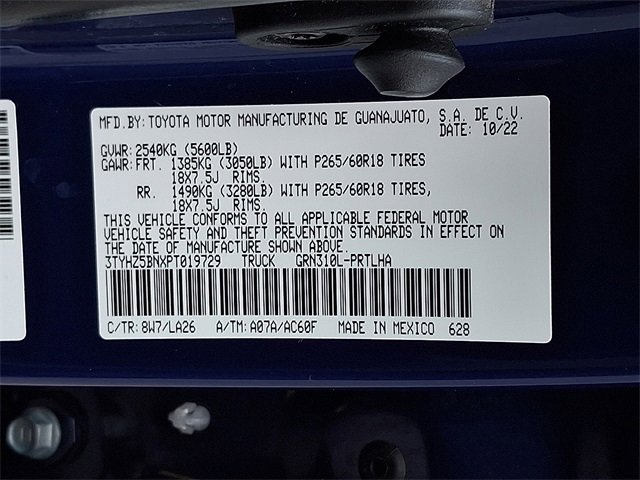 MFD.BY: TOYOTA MOTOR MANUFACTURING DE GUANAJUATO, S.A. DE C.V.
DATE: 10/22
GVWR: 2540KG (5600LB)
GAWR: FRT. 1385KG (3050LB) WITH P265/60R18 TIRES
18X7.5J RIMS.
RR. 1490KG (3280LB) WITH P265/60R18 TIRES,
18X7.5J RIMS.
THIS VEHICLE CONFORMS TO ALL APPLICABLE FEDERAL MOTOR
VEHICLE SAFETY AND THEFT PREVENTION STANDARDS IN EFFECT ON
THE DATE OF MANUFACTURE SHOWN ABOVE.
3TYHZ5BNXPT019729 TRUCK GRN310L-PRTLHA
C/TR: 8W7/LA26 A/TM: A07A/AC60F MADE IN MEXICO 628